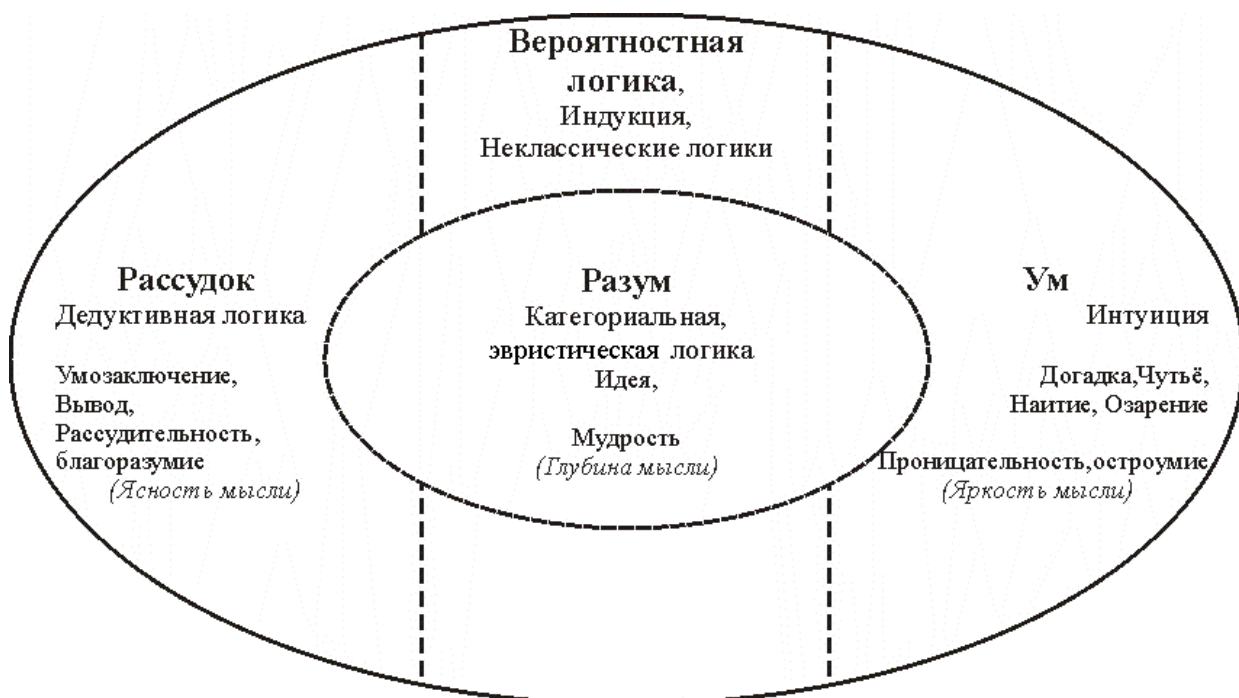 Вероятностная
логика,
Индукция,
Неклассические логики
Рассудок
Дедуктивная логика
Умозаключение,
Вывод,
Рассудительность,
благоразумие
(Ясность мысли)
Разум
Категориальная,
эвристическая логика
Идея,
Мудрость
(Глубина мысли)
Ум
Интуиция
Догадка,Чутьё,
Наитие, Озарение
Проницательность,остроумие
(Яркость мысли)